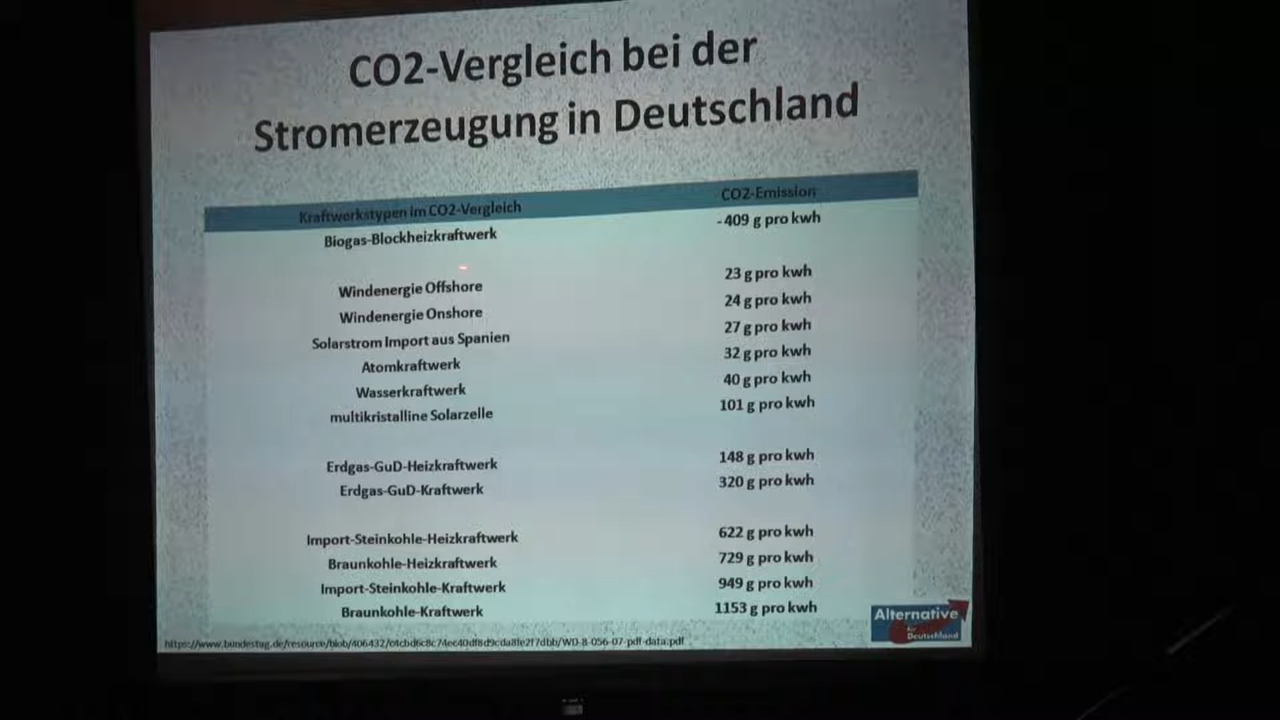 CO2-Vergleich bei der
Stromerzeugung in Deutschland
Kraftwerkstypen im CO2-Vergleich CO2-Emission
Biogas-Blockheizkraftwerk -409 g pro kwh
Windenergie Offshore 23 g pro kwh
Windenergie Onshore 24 g pro kwh
Solarstrom Import aus Spanien 27 g pro kwh
Atomkraftwerk 32 g pro kwh
Wasserkraftwerk 40 g pro kwh
multikristalline Solarzelle 101 g pro kwh
Erdgas-GuD-Heizkraftwerk 148 g pro kwh
Erdgas-GuD-Kraftwerk 320 g pro kwh
Import-Steinkohle-Heizkraftwerk 622 g pro kwh
Braunkohle-Heizkraftwerk 729 g pro kwh
Import-Steinkohle-Kraftwerk 949 g pro kwh
Braunkohle-Kraftwerk 1153 g pro kwh
Alternative
für
Deutschland